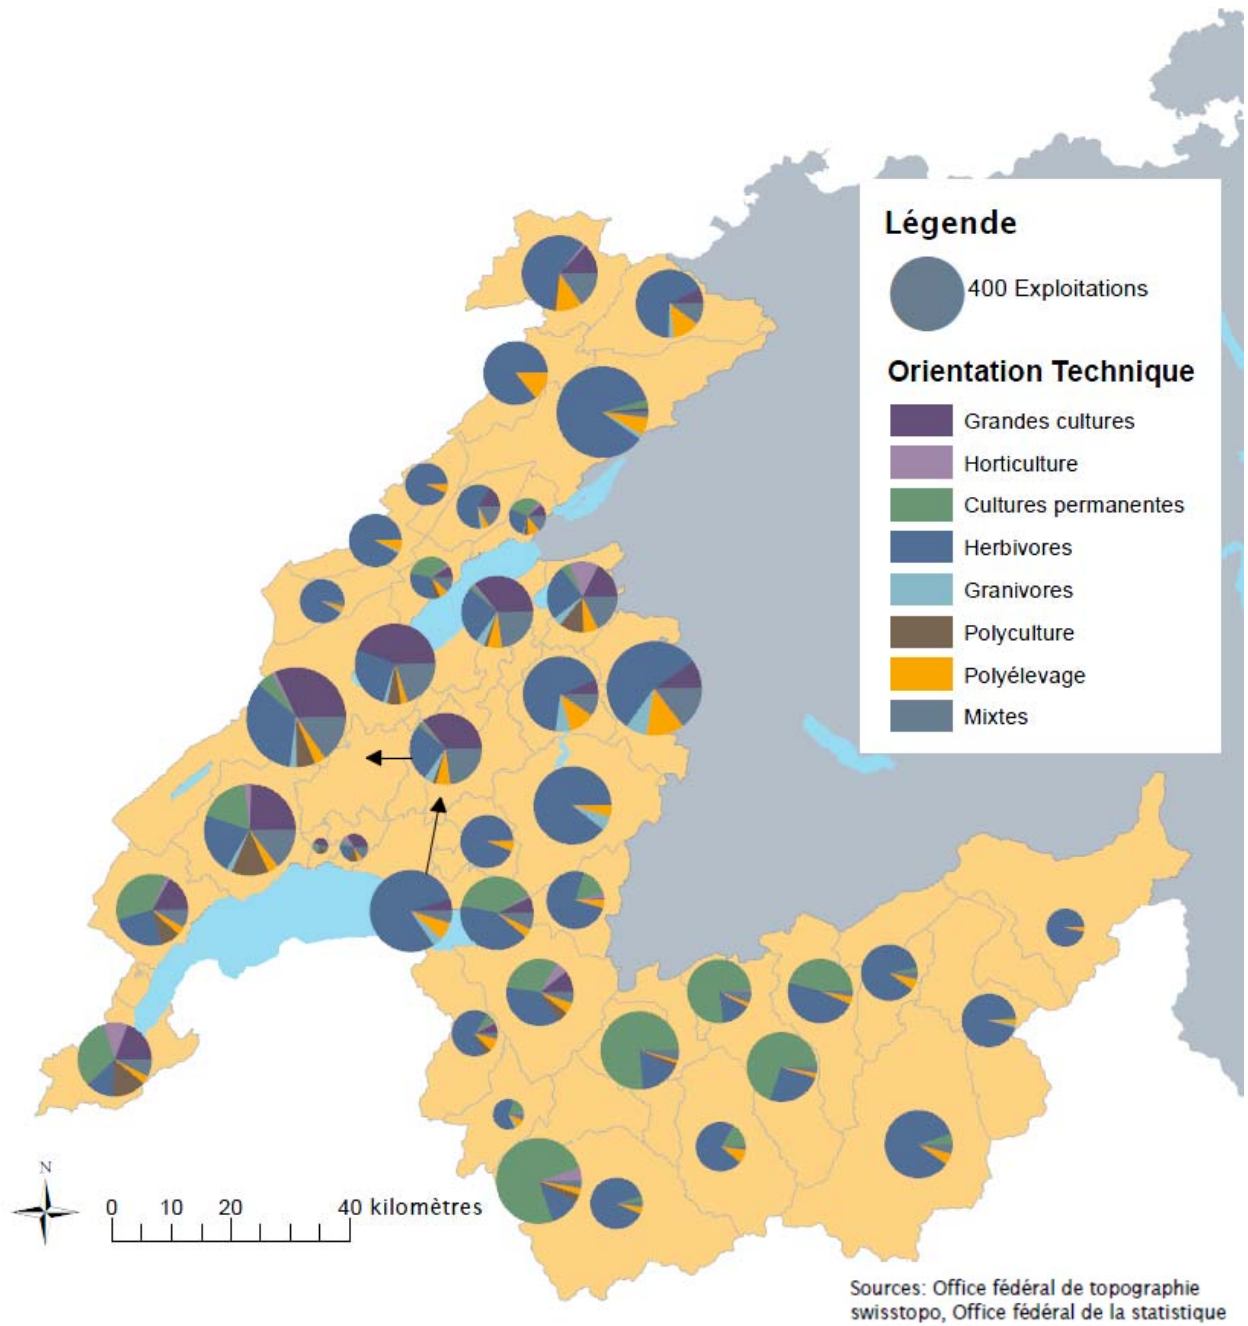 Légende
400 Exploitations
Orientation Technique
Grandes cultures
Horticulture
Cultures permanentes
Herbivores
Granivores
Polyculture
Polyélevage
Mixtes
N
0 10 20 40 kilomètres
Sources: Office fédéral de topographie
swisstopo, Office fédéral de la statistique